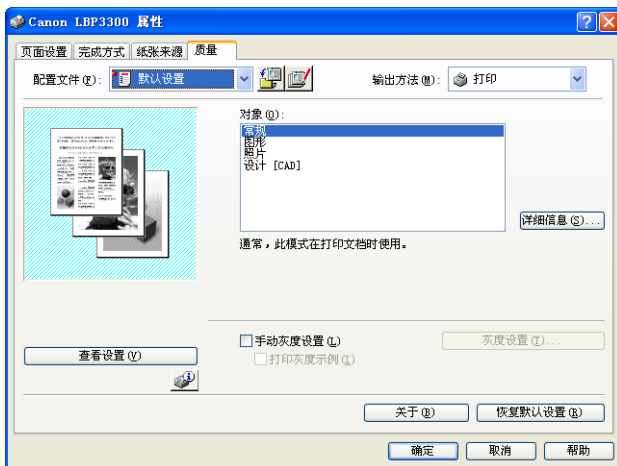 Canon LBP3300 属性
页面设置 完成方式 纸张来源 质量
配置文件(F): 默认设置 输出方法(M): 打印
对象(O):
常规
图形
照片
设计 [CAD]
详细信息(S)...
通常，此模式在打印文档时使用。
手动灰度设置(L) 灰度设置(T)...
打印灰度示例(I)
查看设置(V)
关于(B) 恢复默认设置(R)
确定 取消 帮助